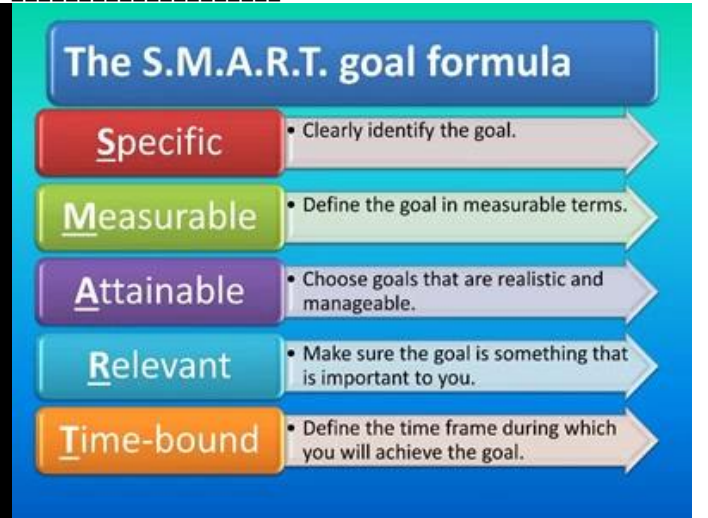 The S.M.A.R.T. goal formula
Specific
• Clearly identify the goal.
Measurable
• Define the goal in measurable terms.
Attainable
• Choose goals that are realistic and
manageable.
Relevant
• Make sure the goal is something that
is important to you.
Time-bound
• Define the time frame during which
you will achieve the goal.